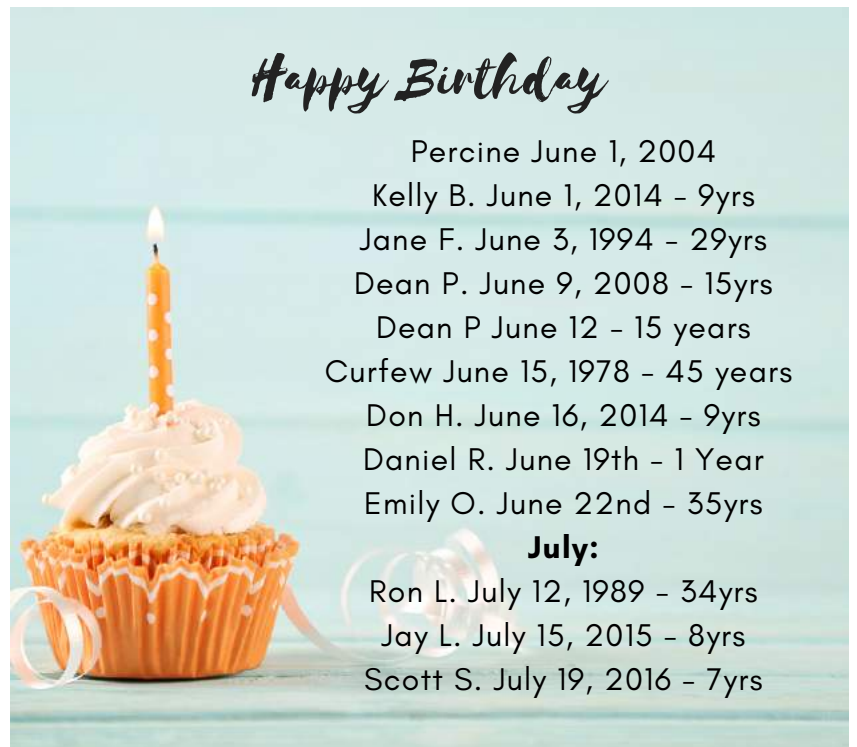 Happy Birthday
Percine June 1, 2004
Kelly B. June 1, 2014 - 9yrs
Jane F. June 3, 1994 - 29yrs
Dean P. June 9, 2008 - 15yrs
Dean P June 12 - 15 years
Curfew June 15, 1978 - 45 years
Don H. June 16, 2014 - 9yrs
Daniel R. June 19th - 1 Year
Emily O. June 22nd - 35yrs
July:
Ron L. July 12, 1989 - 34yrs
Jay L. July 15, 2015 - 8yrs
Scott S. July 19, 2016 - 7yrs